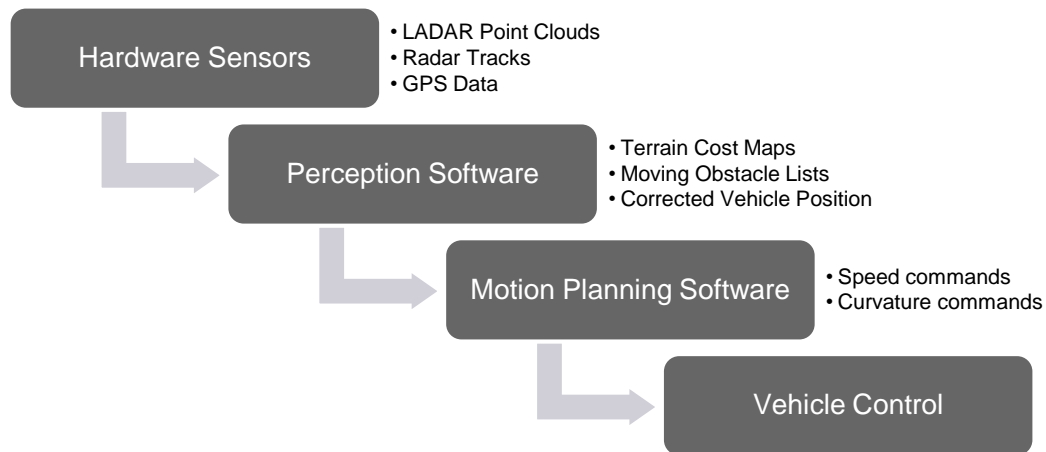 Hardware Sensors
• LADAR Point Clouds
• Radar Tracks
• GPS Data
Perception Software
• Terrain Cost Maps
• Moving Obstacle Lists
• Corrected Vehicle Position
Motion Planning Software
• Speed commands
• Curvature commands
Vehicle Control